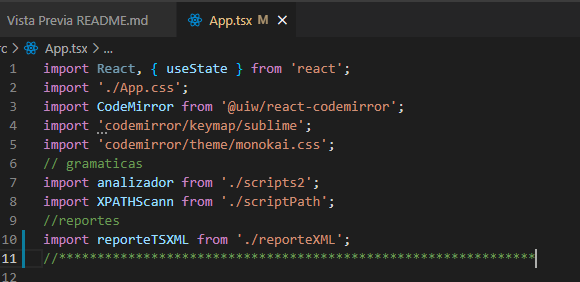 Vista Previa README.md
App.tsx M ×
rc > App.tsx > ...
1 import React, { useState } from 'react';
2 import './App.css';
3 import CodeMirror from '@uiw/react-codemirror';
4 import 'codemirror/keymap/sublime';
5 import 'codemirror/theme/monokai.css';
6 // gramaticas
7 import analizador from './scripts2';
8 import XPATHScann from './scriptPath';
9 //reportes
10 import reporteTSXML from './reporteXML';
11 //**************************************************************
12